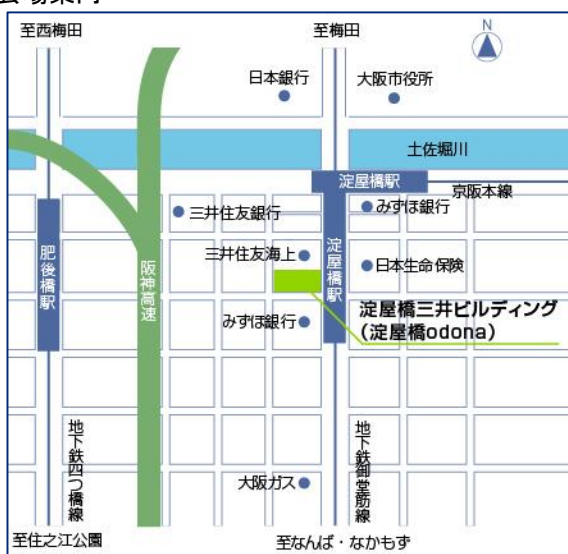 会場案内
至西梅田
至梅田
N
日本銀行
大阪市役所
土佐堀川
淀屋橋駅
京阪本線
三井住友銀行
みずほ銀行
肥後橋駅
阪神高速
三井住友海上
淀屋橋駅
日本生命保険
淀屋橋三井ビルディング
(淀屋橋odona)
みずほ銀行
地下鉄四つ橋線
大阪ガス
地下鉄御堂筋線
至住之江公園
至なんば・なかもず